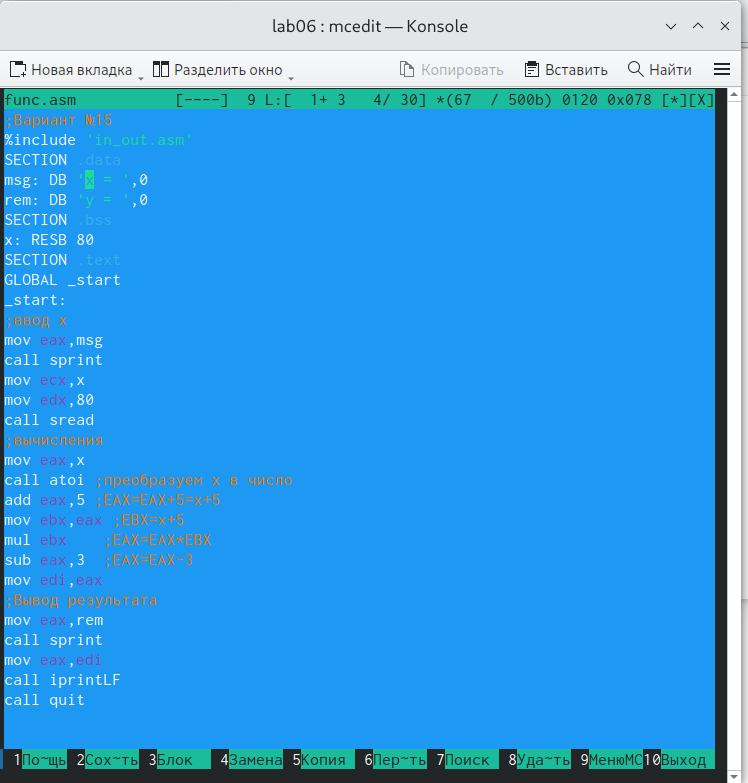 lab06 : mcedit — Konsole
Новая вкладка Разделить окно Копировать Вставить Найти
func.asm [----] 9 L:[ 1+ 3 4/ 30] *(67 / 500b) 0120 0x078 [*][X]
;Вариант №15
%include 'in_out.asm'
SECTION .data
msg: DB 'x = ',0
rem: DB 'y = ',0
SECTION .bss
x: RESB 80
SECTION .text
GLOBAL _start
_start:
;ввод x
mov eax,msg
call sprint
mov ecx,x
mov edx,80
call sread
;вычисления
mov eax,x
call atoi ;преобразуем x в число
add eax,5 ;EAX=EAX+5=x+5
mov ebx,eax ;EBX=x+5
mul ebx ;EAX=EAX*EBX
sub eax,3 ;EAX=EAX-3
mov edi,eax
;Вывод результата
mov eax,rem
call sprint
mov eax,edi
call iprintLF
call quit
1По~щь 2Сох~ть 3Блок 4Замена 5Копия 6Пер~ть 7Поиск 8Уда~ть 9МенюМС 10Выход